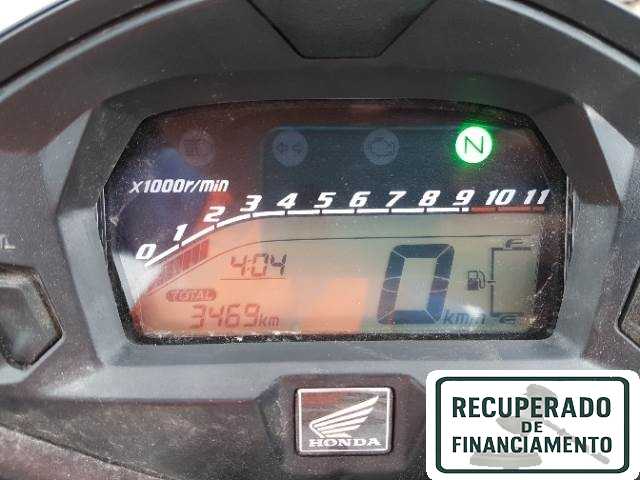 N
x1000r/min
0 1 2 3 4 5 6 7 8 9 10 11
4:04
TOTAL
3469km
0 km/h
F
E
HONDA
RECUPERADO
DE
FINANCIAMENTO